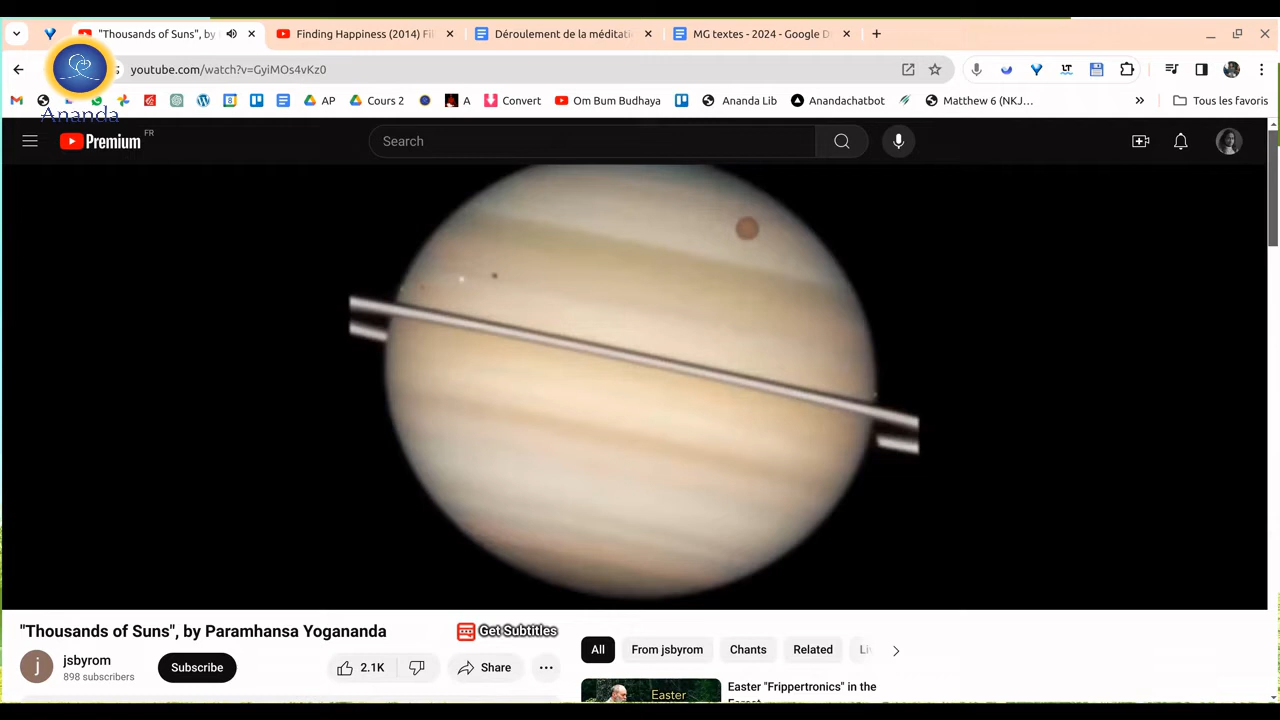 "Thousands of Suns", by
Finding Happiness (2014) Fi
Déroulement de la méditati
MG textes - 2024 - Google D
youtube.com/watch?v=GyiMOs4vKz0
AP
Cours 2
A
Convert
Om Bum Budhaya
Ananda Lib
Anandachatbot
Matthew 6 (NKJ...
Tous les favoris
Ananda
Premium
FR
Search
"Thousands of Suns", by Paramhansa Yogananda
Get Subtitles
j
jsbyrom
898 subscribers
Subscribe
2.1K
Share
All
From jsbyrom
Chants
Related
Li
Easter
Easter "Frippertronics" in the